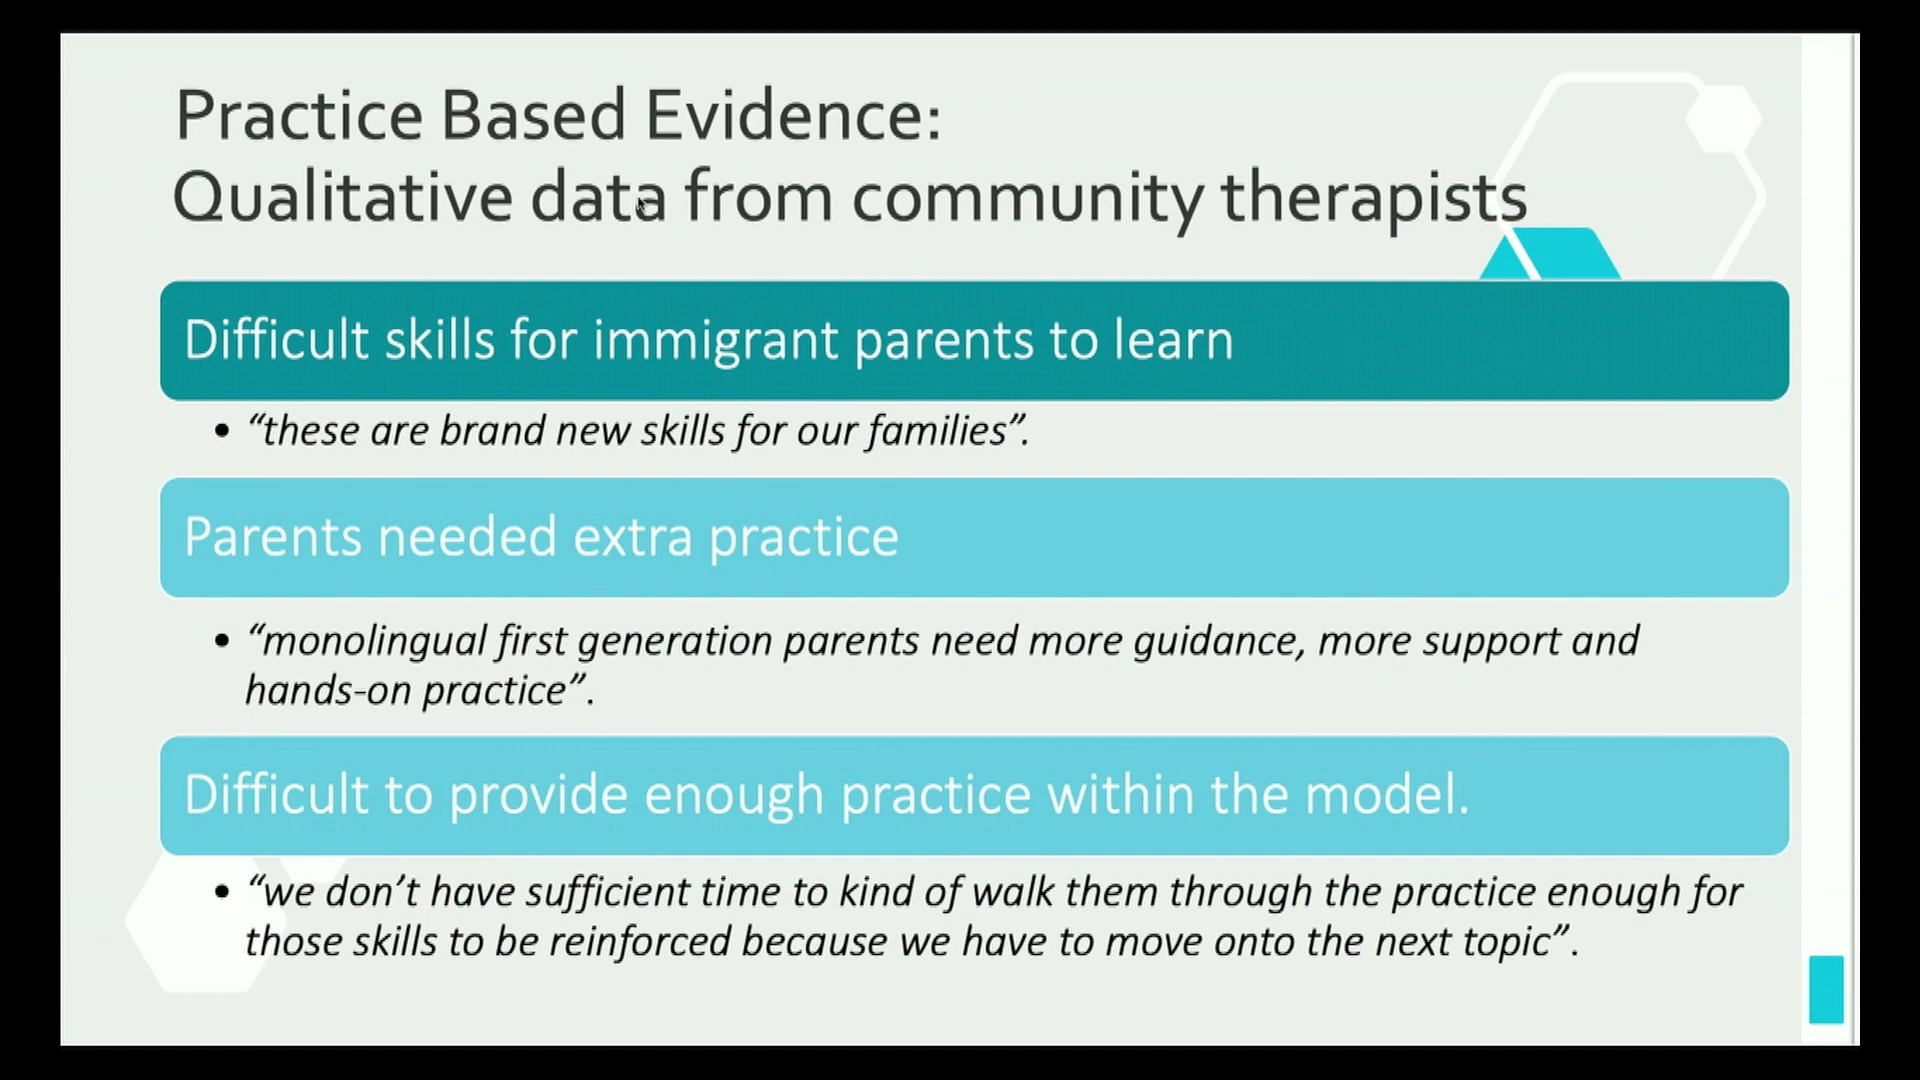 Practice Based Evidence:
Qualitative data from community therapists
Difficult skills for immigrant parents to learn
• “these are brand new skills for our families”.
Parents needed extra practice
• “monolingual first generation parents need more guidance, more support and
hands-on practice”.
Difficult to provide enough practice within the model.
• “we don’t have sufficient time to kind of walk them through the practice enough for
those skills to be reinforced because we have to move onto the next topic”.